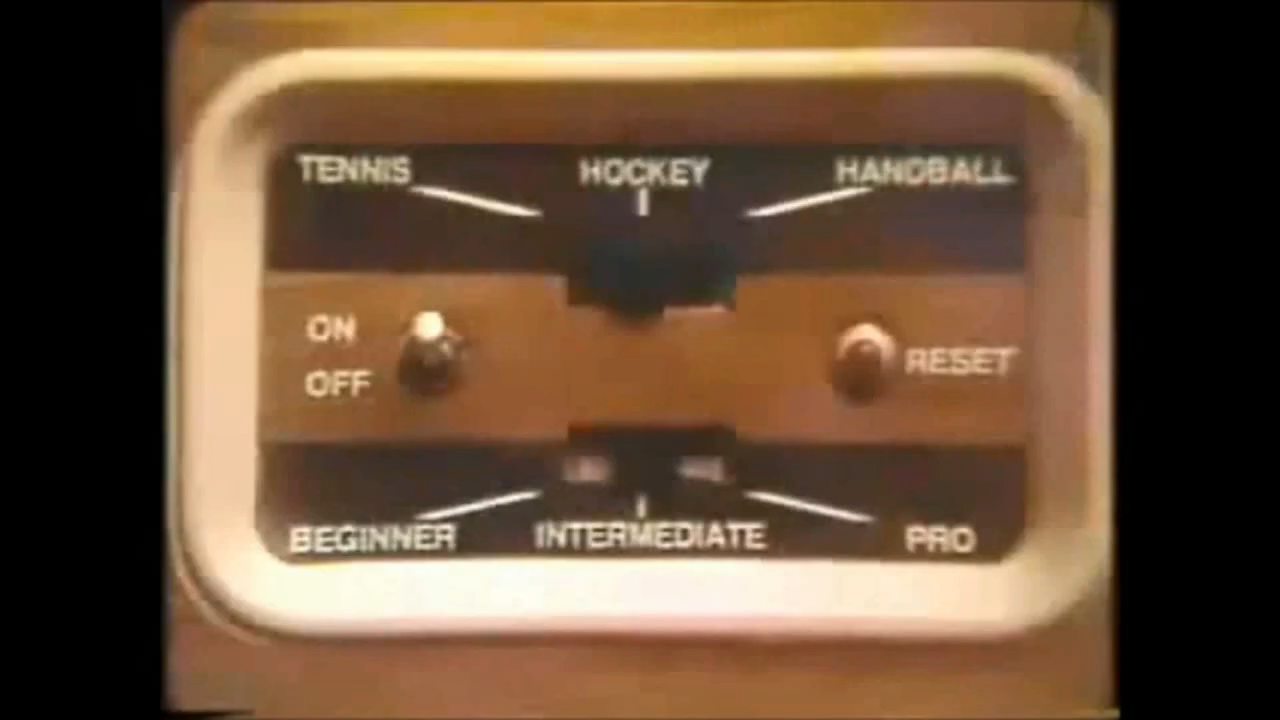 TENNIS HOCKEY HANDBALL
ON
OFF
RESET
BEGINNER INTERMEDIATE PRO